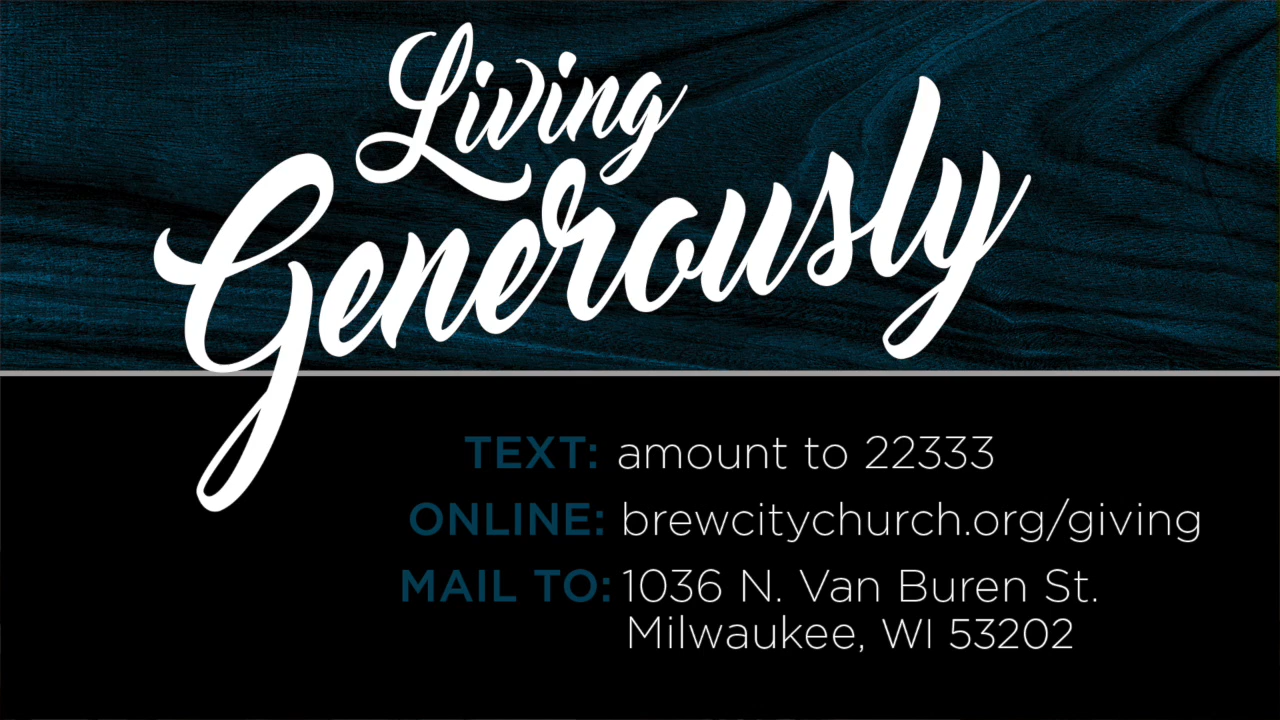 Living
Generously
TEXT: amount to 22333
ONLINE: brewcitychurch.org/giving
MAIL TO: 1036 N. Van Buren St.
Milwaukee, WI 53202